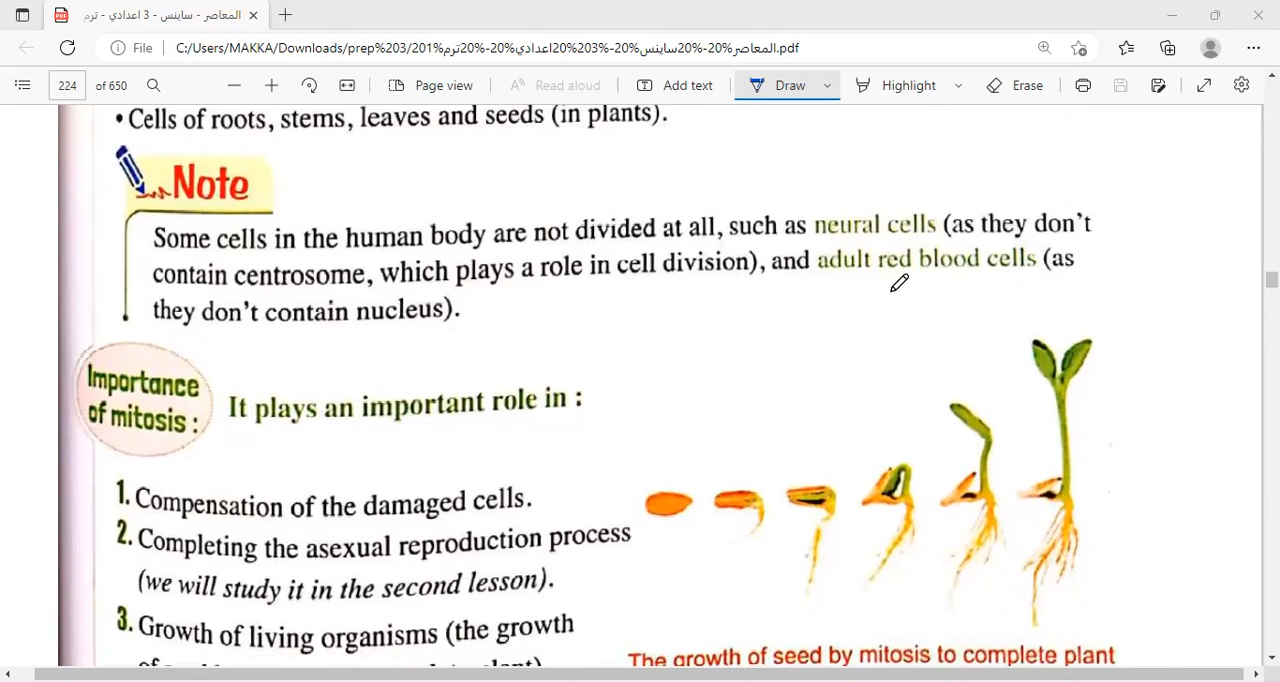 المعاصر - ساينس - 3 اعدادي - ترم
File
C:/Users/MAKKA/Downloads/prep%203/201%المعاصر%20-%20ساينس%20-%203%20اعدادي%20-%20ترم.pdf
224 of 650
Page view
Read aloud
Add text
Draw
Highlight
Erase
• Cells of roots, stems, leaves and seeds (in plants).
Note
Some cells in the human body are not divided at all, such as neural cells (as they don't
contain centrosome, which plays a role in cell division), and adult red blood cells (as
they don't contain nucleus).
Importance
of mitosis :
It plays an important role in :
1. Compensation of the damaged cells.
2. Completing the asexual reproduction process
(we will study it in the second lesson).
3. Growth of living organisms (the growth
The growth of seed by mitosis to complete plant